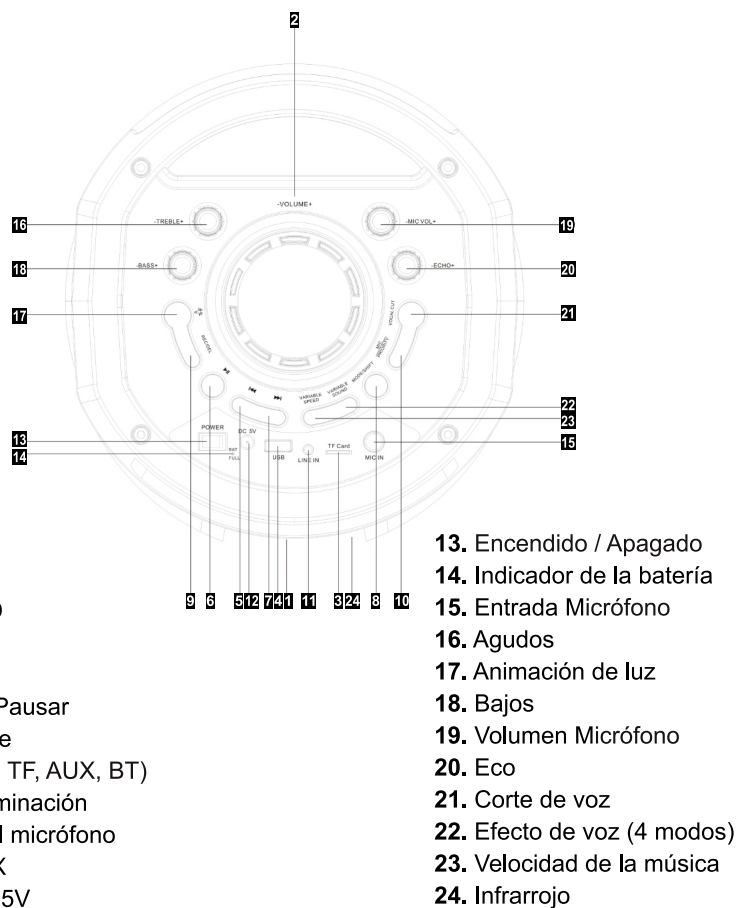 2
-VOLUME+
16
-TREBLE+
-MIC VOL+
19
18
-BASS+
-ECHO+
20
17
REC/DEL
VOCAL CUT
MIC PRIORITY
21
MODE/SHIFT
VARIABLE SPEED
VARIABLE SOUND
22
23
POWER
DC 5V
13
14
BAT
FULL
USB
LINE IN
TF Card
MIC IN
15
9
6
5
12
7
4
1
11
3
24
8
10
Pausar
TF, AUX, BT)
minación
micrófono
5V
13. Encendido / Apagado
14. Indicador de la batería
15. Entrada Micrófono
16. Agudos
17. Animación de luz
18. Bajos
19. Volumen Micrófono
20. Eco
21. Corte de voz
22. Efecto de voz (4 modos)
23. Velocidad de la música
24. Infrarrojo